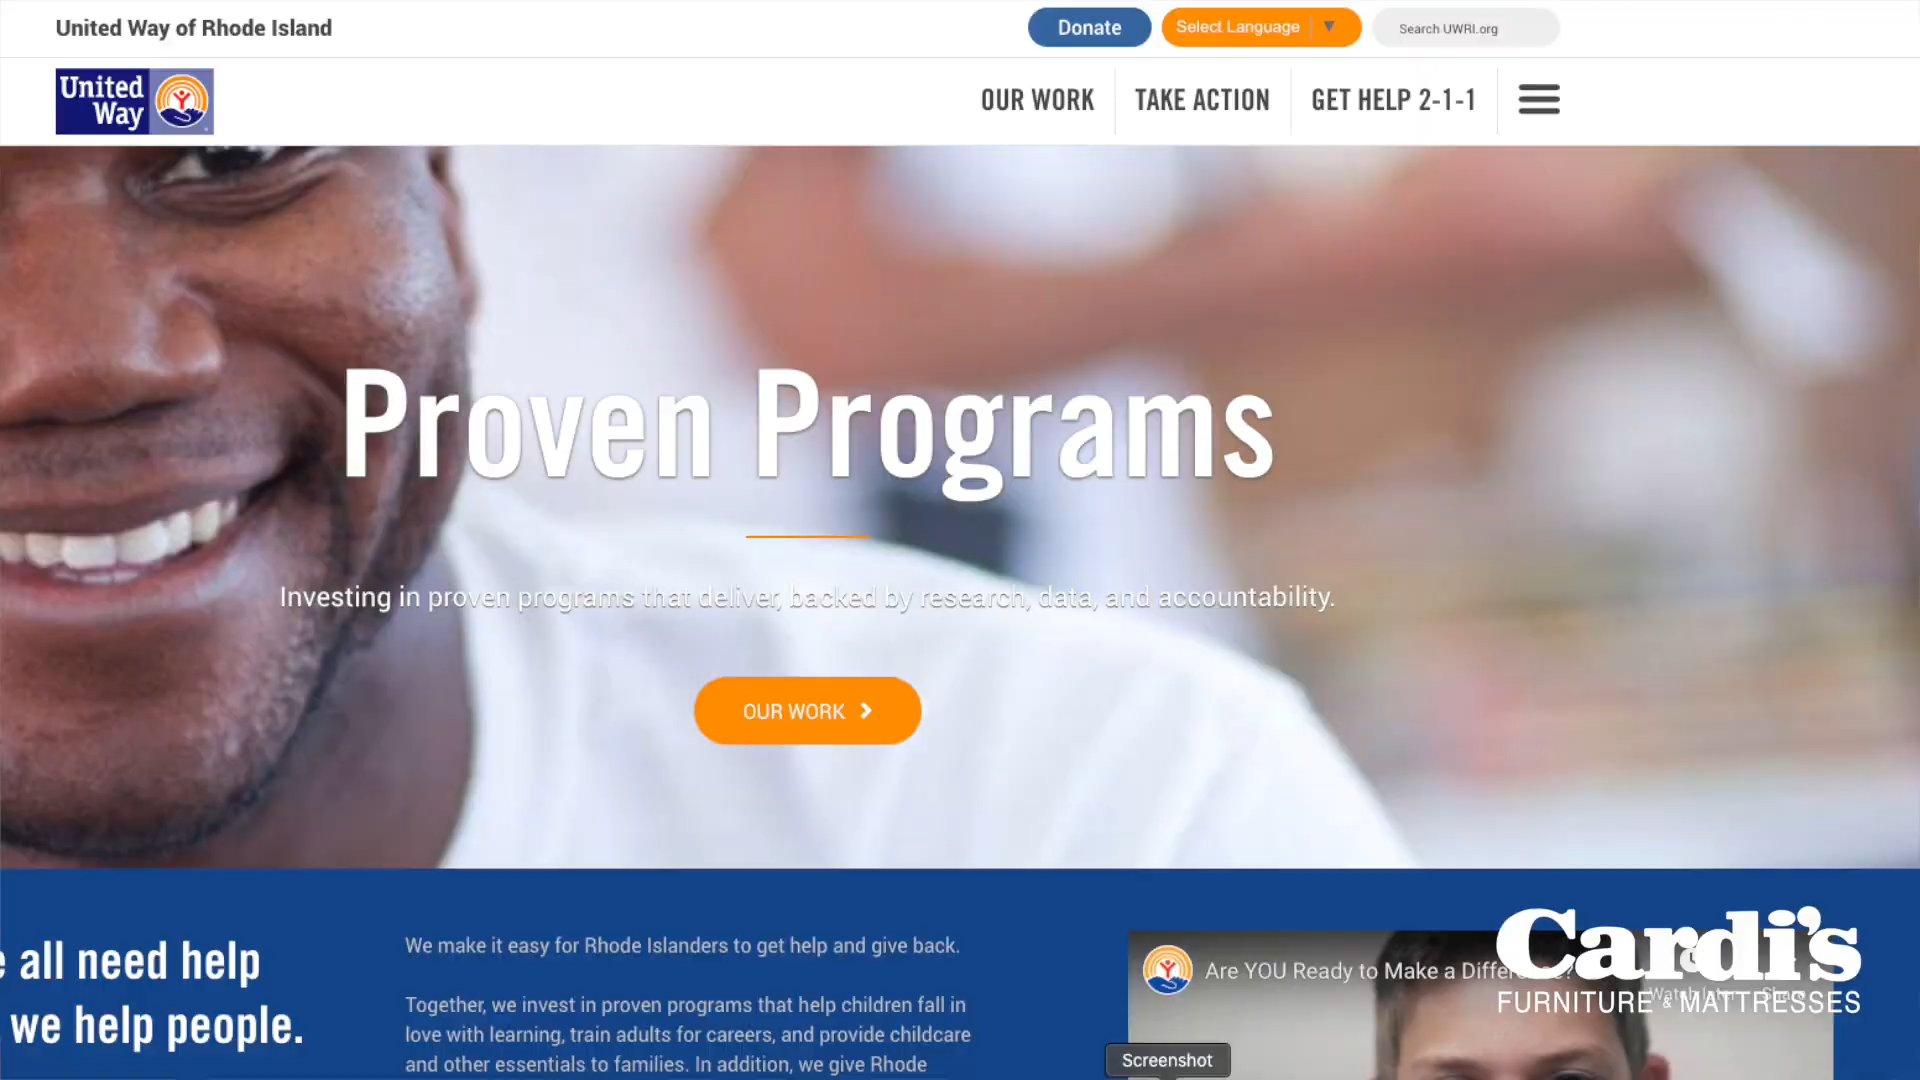 United Way of Rhode Island
Donate
Select Language ▼
Search UWRI.org
United
Way
OUR WORK
TAKE ACTION
GET HELP 2-1-1
Proven Programs
Investing in proven programs that deliver, backed by research, data, and accountability.
OUR WORK
all need help
we help people.
We make it easy for Rhode Islanders to get help and give back.
Together, we invest in proven programs that help children fall in
love with learning, train adults for careers, and provide childcare
and other essentials to families. In addition, we give Rhode
Are YOU Ready to Make a Difference?
Watch later
Share
Cardi's
FURNITURE & MATTRESSES
Screenshot